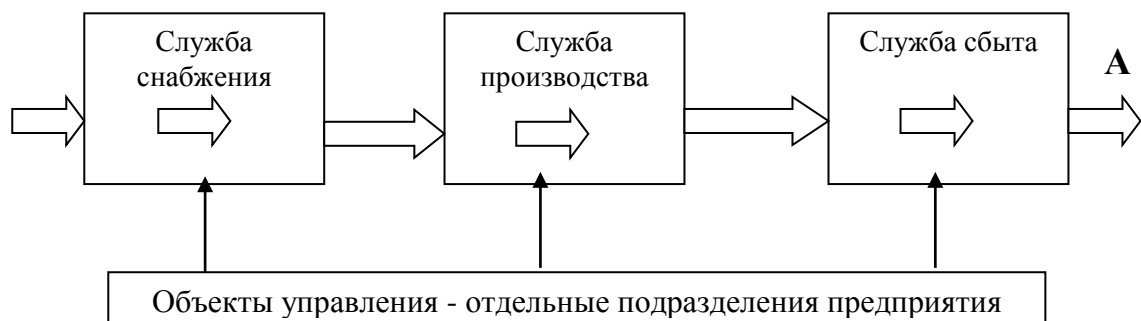 Служба
снабжения
Служба
производства
Служба сбыта
А
Объекты управления - отдельные подразделения предприятия